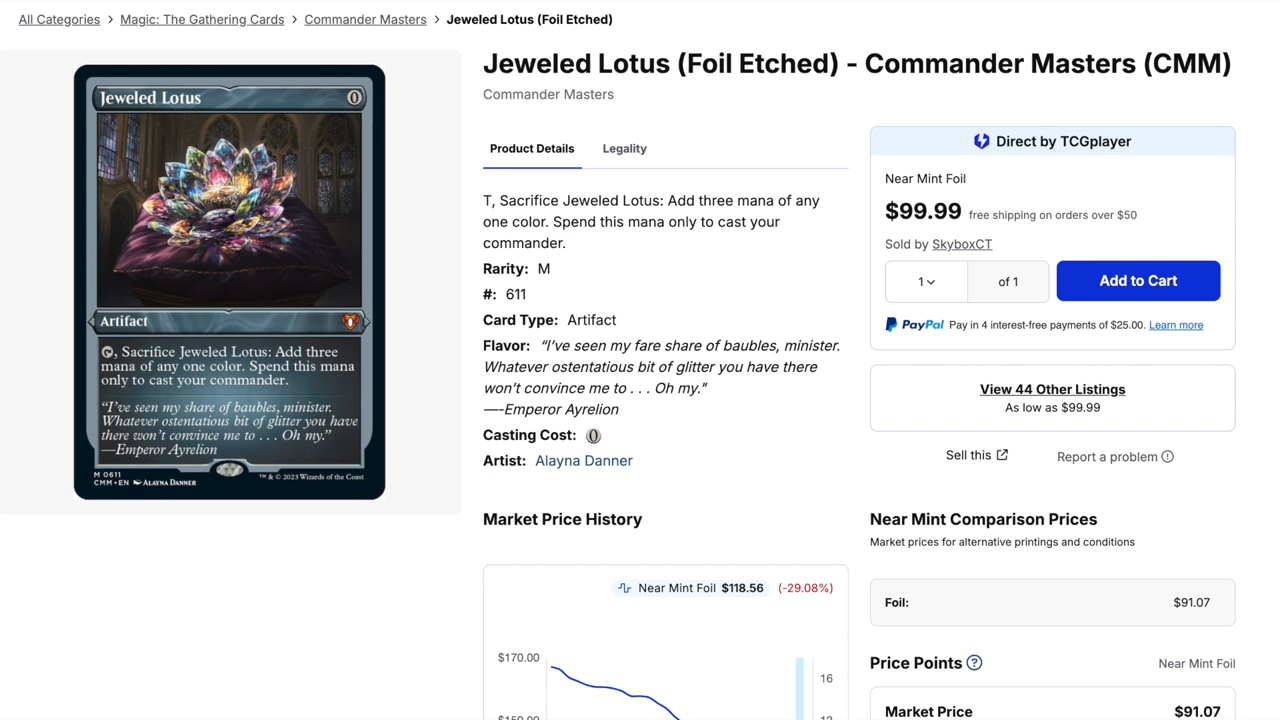 All Categories > Magic: The Gathering Cards > Commander Masters > Jeweled Lotus (Foil Etched)
Jeweled Lotus 0
Artifact
, Sacrifice Jeweled Lotus: Add three
mana of any one color. Spend this mana
only to cast your commander.
“I’ve seen my share of baubles, minister.
Whatever ostentatious bit of glitter you have
there won’t convince me to . . . Oh my.”
—Emperor Ayrelion
M 0611
CMM • EN ALAYNA DANNER
™ & © 2023 Wizards of the Coast
Jeweled Lotus (Foil Etched) - Commander Masters (CMM)
Commander Masters
Product Details Legality
T, Sacrifice Jeweled Lotus: Add three mana of any
one color. Spend this mana only to cast your
commander.
Rarity: M
#: 611
Card Type: Artifact
Flavor: “I’ve seen my fare share of baubles, minister.
Whatever ostentatious bit of glitter you have there
won’t convince me to . . . Oh my."
—-Emperor Ayrelion
Casting Cost: 0
Artist: Alayna Danner
Direct by TCGplayer
Near Mint Foil
$99.99 free shipping on orders over $50
Sold by SkyboxCT
1 of 1 Add to Cart
PayPal Pay in 4 interest-free payments of $25.00. Learn more
View 44 Other Listings
As low as $99.99
Sell this Report a problem
Market Price History
Near Mint Foil $118.56 (-29.08%)
$170.00
16
$150.00
12
Near Mint Comparison Prices
Market prices for alternative printings and conditions
Foil: $91.07
Price Points ? Near Mint Foil
Market Price $91.07